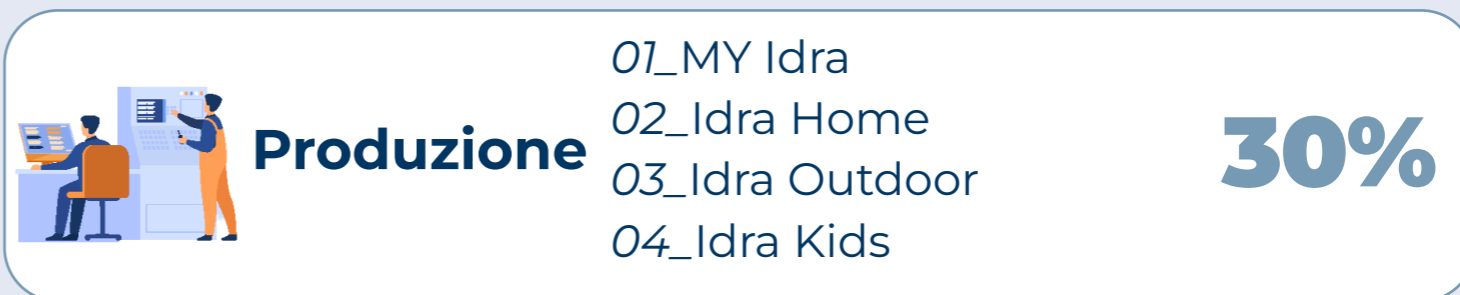 Produzione
01_MY Idra
02_Idra Home
03_Idra Outdoor
04_Idra Kids
30%